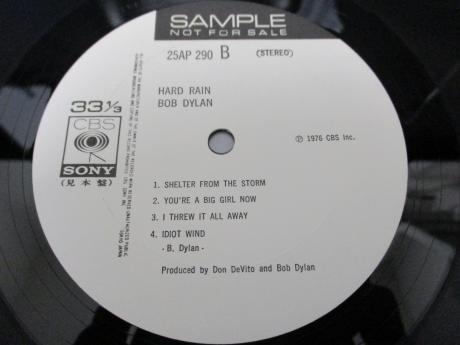 SAMPLE
NOT FOR SALE
25AP 290 B (STEREO)
HARD RAIN
BOB DYLAN
33 1/3
CBS
SONY
(見本盤)
℗ 1976 CBS Inc.
1. SHELTER FROM THE STORM
2. YOU'RE A BIG GIRL NOW
3. I THREW IT ALL AWAY
4. IDIOT WIND
- B. Dylan -
Produced by Don DeVito and Bob Dylan